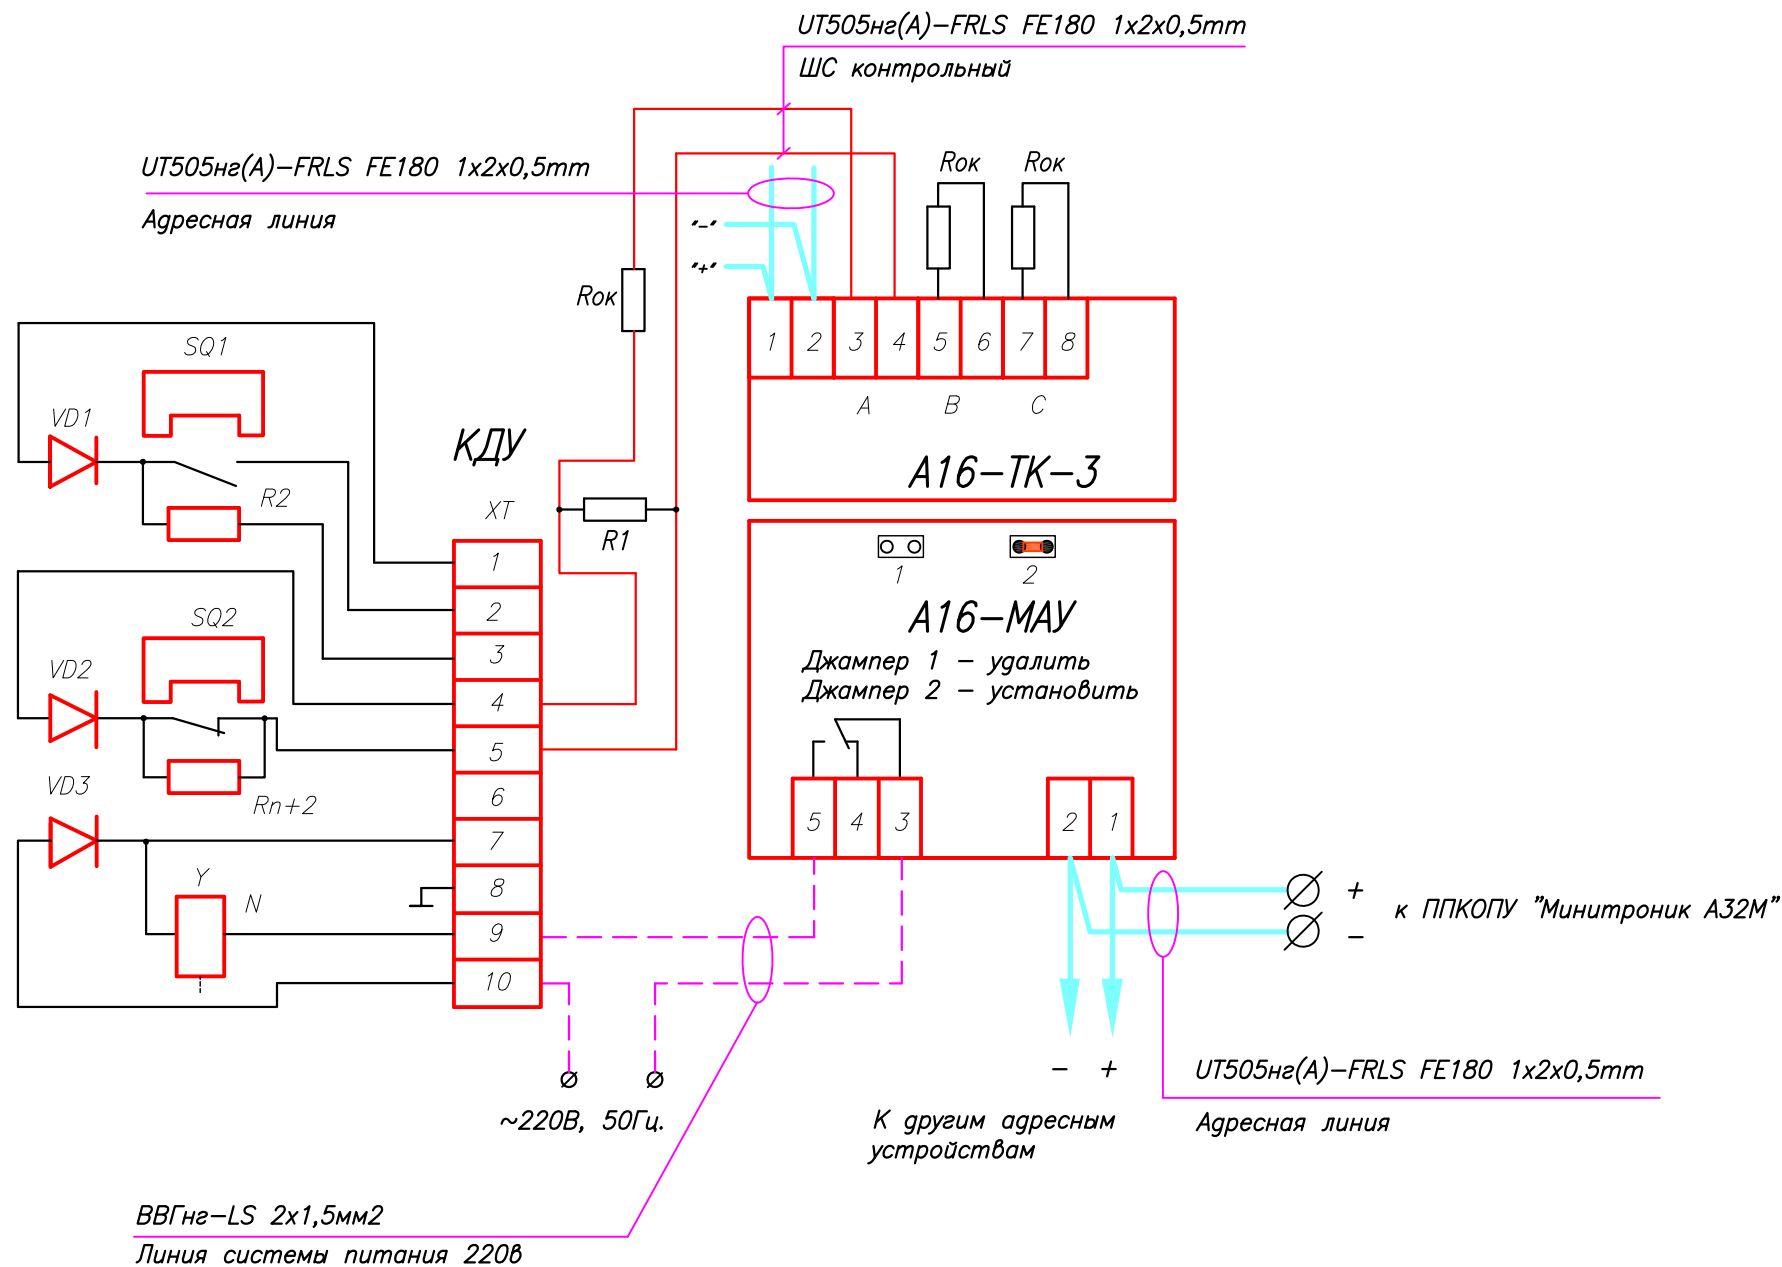 UT505нг(А)-FRLS FE180 1x2x0,5mm
ШС контрольный
UT505нг(А)-FRLS FE180 1x2x0,5mm
Адресная линия
Rок Rок
"-"
"+"
Rок
1 2 3 4 5 6 7 8
A B C
А16-ТК-3
SQ1
VD1
R2
КДУ
XT
R1
1
2
3
4
5
6
7
8
9
10
SQ2
VD2
Rn+2
VD3
Y
N
1 2
А16-МАУ
Джампер 1 - удалить
Джампер 2 - установить
5 4 3 2 1
+
-
к ППКОПУ "Минитроник А32М"
- +
К другим адресным
устройствам
UT505нг(А)-FRLS FE180 1x2x0,5mm
Адресная линия
~220В, 50Гц.
ВВГнг-LS 2х1,5мм2
Линия системы питания 220в